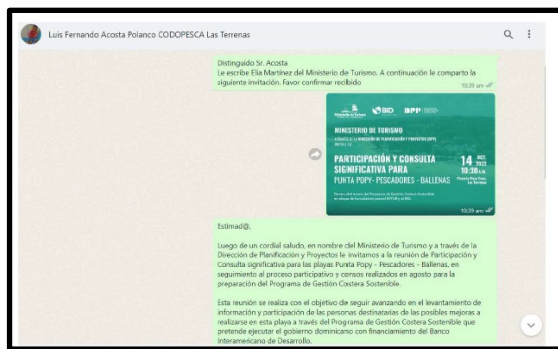 Luis Fernando Acosta Polanco CODOPESCA Las Terrenas
Distinguido Sr. Acosta
Le escribe Elia Martínez del Ministerio de Turismo. A continuación le comparto la
siguiente invitación. Favor confirmar recibido
10:39 am
BID DPP
MINISTERIO DE TURISMO
PARTICIPACIÓN Y CONSULTA
SIGNIFICATIVA PARA
PUNTA POPY- PESCADORES - BALLENAS
14 OCT. 2022
10:30 A.M.
10:39 am
Estimad@,
Luego de un cordial saludo, en nombre del Ministerio de Turismo y a través de la
Dirección de Planificación y Proyectos le invitamos a la reunión de Participación y
Consulta significativa para las playas Punta Popy - Pescadores - Ballenas, en
seguimiento al proceso participativo y censos realizados en agosto para la
preparación del Programa de Gestión Costera Sostenible.
Esta reunión se realiza con el objetivo de seguir avanzando en el levantamiento de
información y participación de las personas destinatarias de las posibles mejoras a
realizarse en esta playa a través del Programa de Gestión Costera Sostenible que
pretende ejecutar el gobierno dominicano con financiamiento del Banco
Interamericano de Desarrollo.